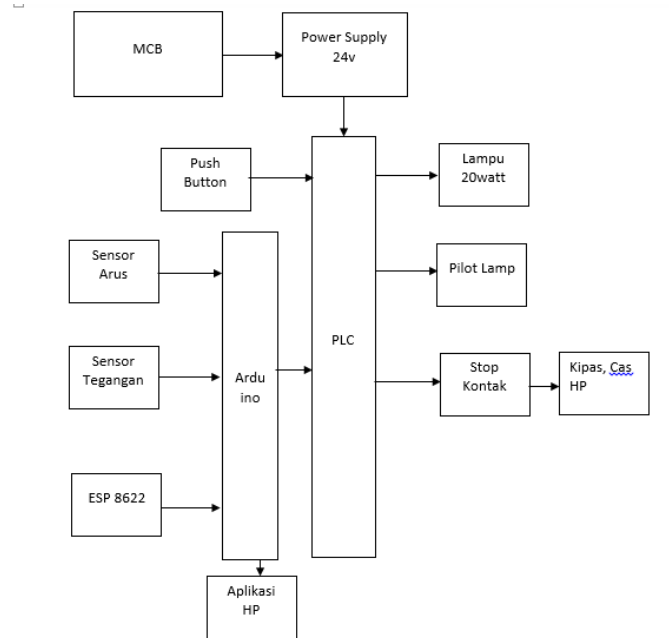 MCB
Power Supply
24v
Push
Button
Lampu
20watt
Sensor
Arus
Pilot Lamp
PLC
Sensor
Tegangan
Ardu
ino
Stop
Kontak
Kipas, Cas
HP
ESP 8622
Aplikasi
HP